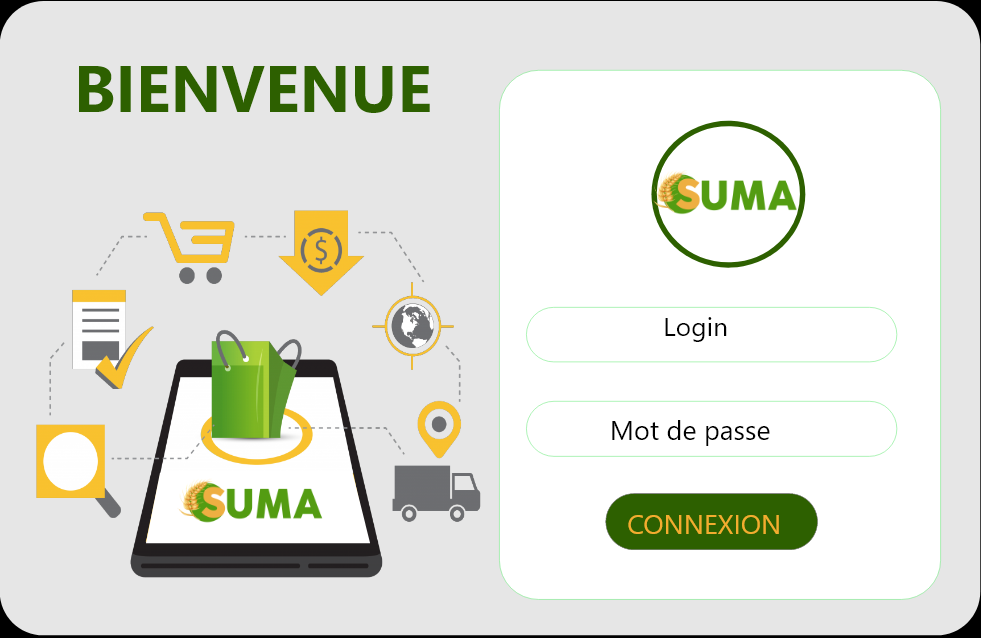 BIENVENUE
SUMA
Login
Mot de passe
CONNEXION
$
SUMA